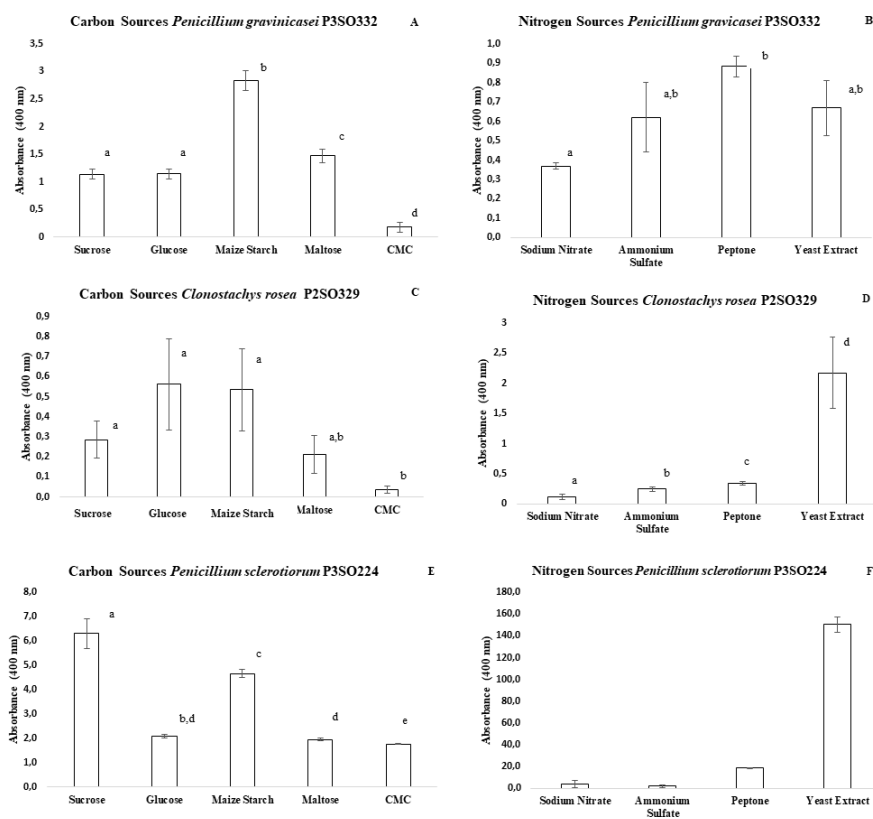 Carbon Sources Penicillium gravinicasei P3SO332 A
Absorbance (400 nm)
3,5
3
2,5
2
1,5
1
0,5
0
a
a
b
c
d
Sucrose Glucose Maize Starch Maltose CMC
Nitrogen Sources Penicillium gravicasei P3SO332 B
Absorbance (400 nm)
1,0
0,9
0,8
0,7
0,6
0,5
0,4
0,3
0,2
0,1
0,0
a
a,b
b
a,b
Sodium Nitrate Ammonium Sulfate Peptone Yeast Extract
Carbon Sources Clonostachys rosea P2SO329 C
Absorbance (400 nm)
0,9
0,8
0,7
0,6
0,5
0,4
0,3
0,2
0,1
0,0
a
a
a
a,b
b
Sucrose Glucose Maize Starch Maltose CMC
Nitrogen Sources Clonostachys rosea P2SO329 D
Absorbance (400 nm)
3
2,5
2
1,5
1
0,5
0
a
b
c
d
Sodium Nitrate Ammonium Sulfate Peptone Yeast Extract
Carbon Sources Penicillium sclerotiorum P3SO224 E
Absorbance (400 nm)
8,0
7,0
6,0
5,0
4,0
3,0
2,0
1,0
0,0
a
b,d
c
d
e
Sucrose Glucose Maize Starch Maltose CMC
Nitrogen Sources Penicillium sclerotiorum P3SO224 F
Absorbance (400 nm)
180,0
160,0
140,0
120,0
100,0
80,0
60,0
40,0
20,0
0,0
Sodium Nitrate Ammonium Sulfate Peptone Yeast Extract